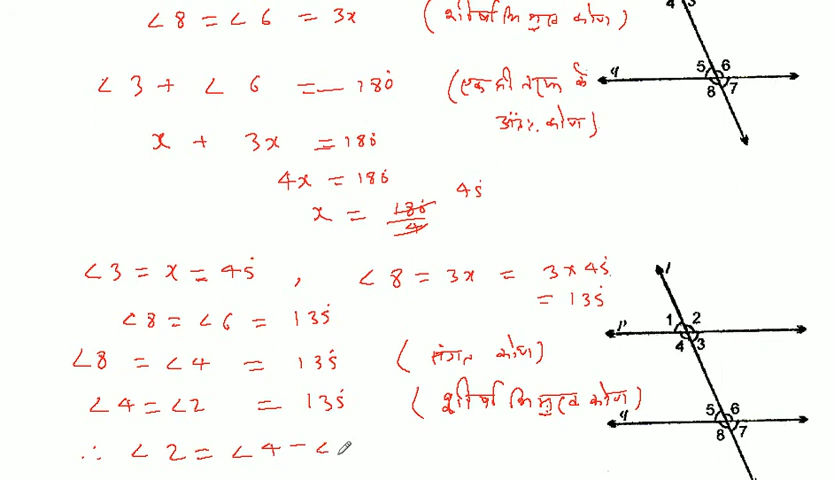 ∠8 = ∠6 = 3x (शीर्षाभिमुख कोण)
∠3 + ∠6 = 180° (एक ही तरफ के
अंतः कोण)
x + 3x = 180°
4x = 180°
x = 180°/4 45°
∠3 = x = 45° , ∠8 = 3x = 3×45°
= 135°
∠8 = ∠6 = 135°
∠8 = ∠4 = 135° (संगत कोण)
∠4 = ∠2 = 135° (शीर्षाभिमुख कोण)
∴ ∠2 = ∠4 = ∠
4 3
q 5 6
8 7
l
p 1 2
4 3
q 5 6
8 7